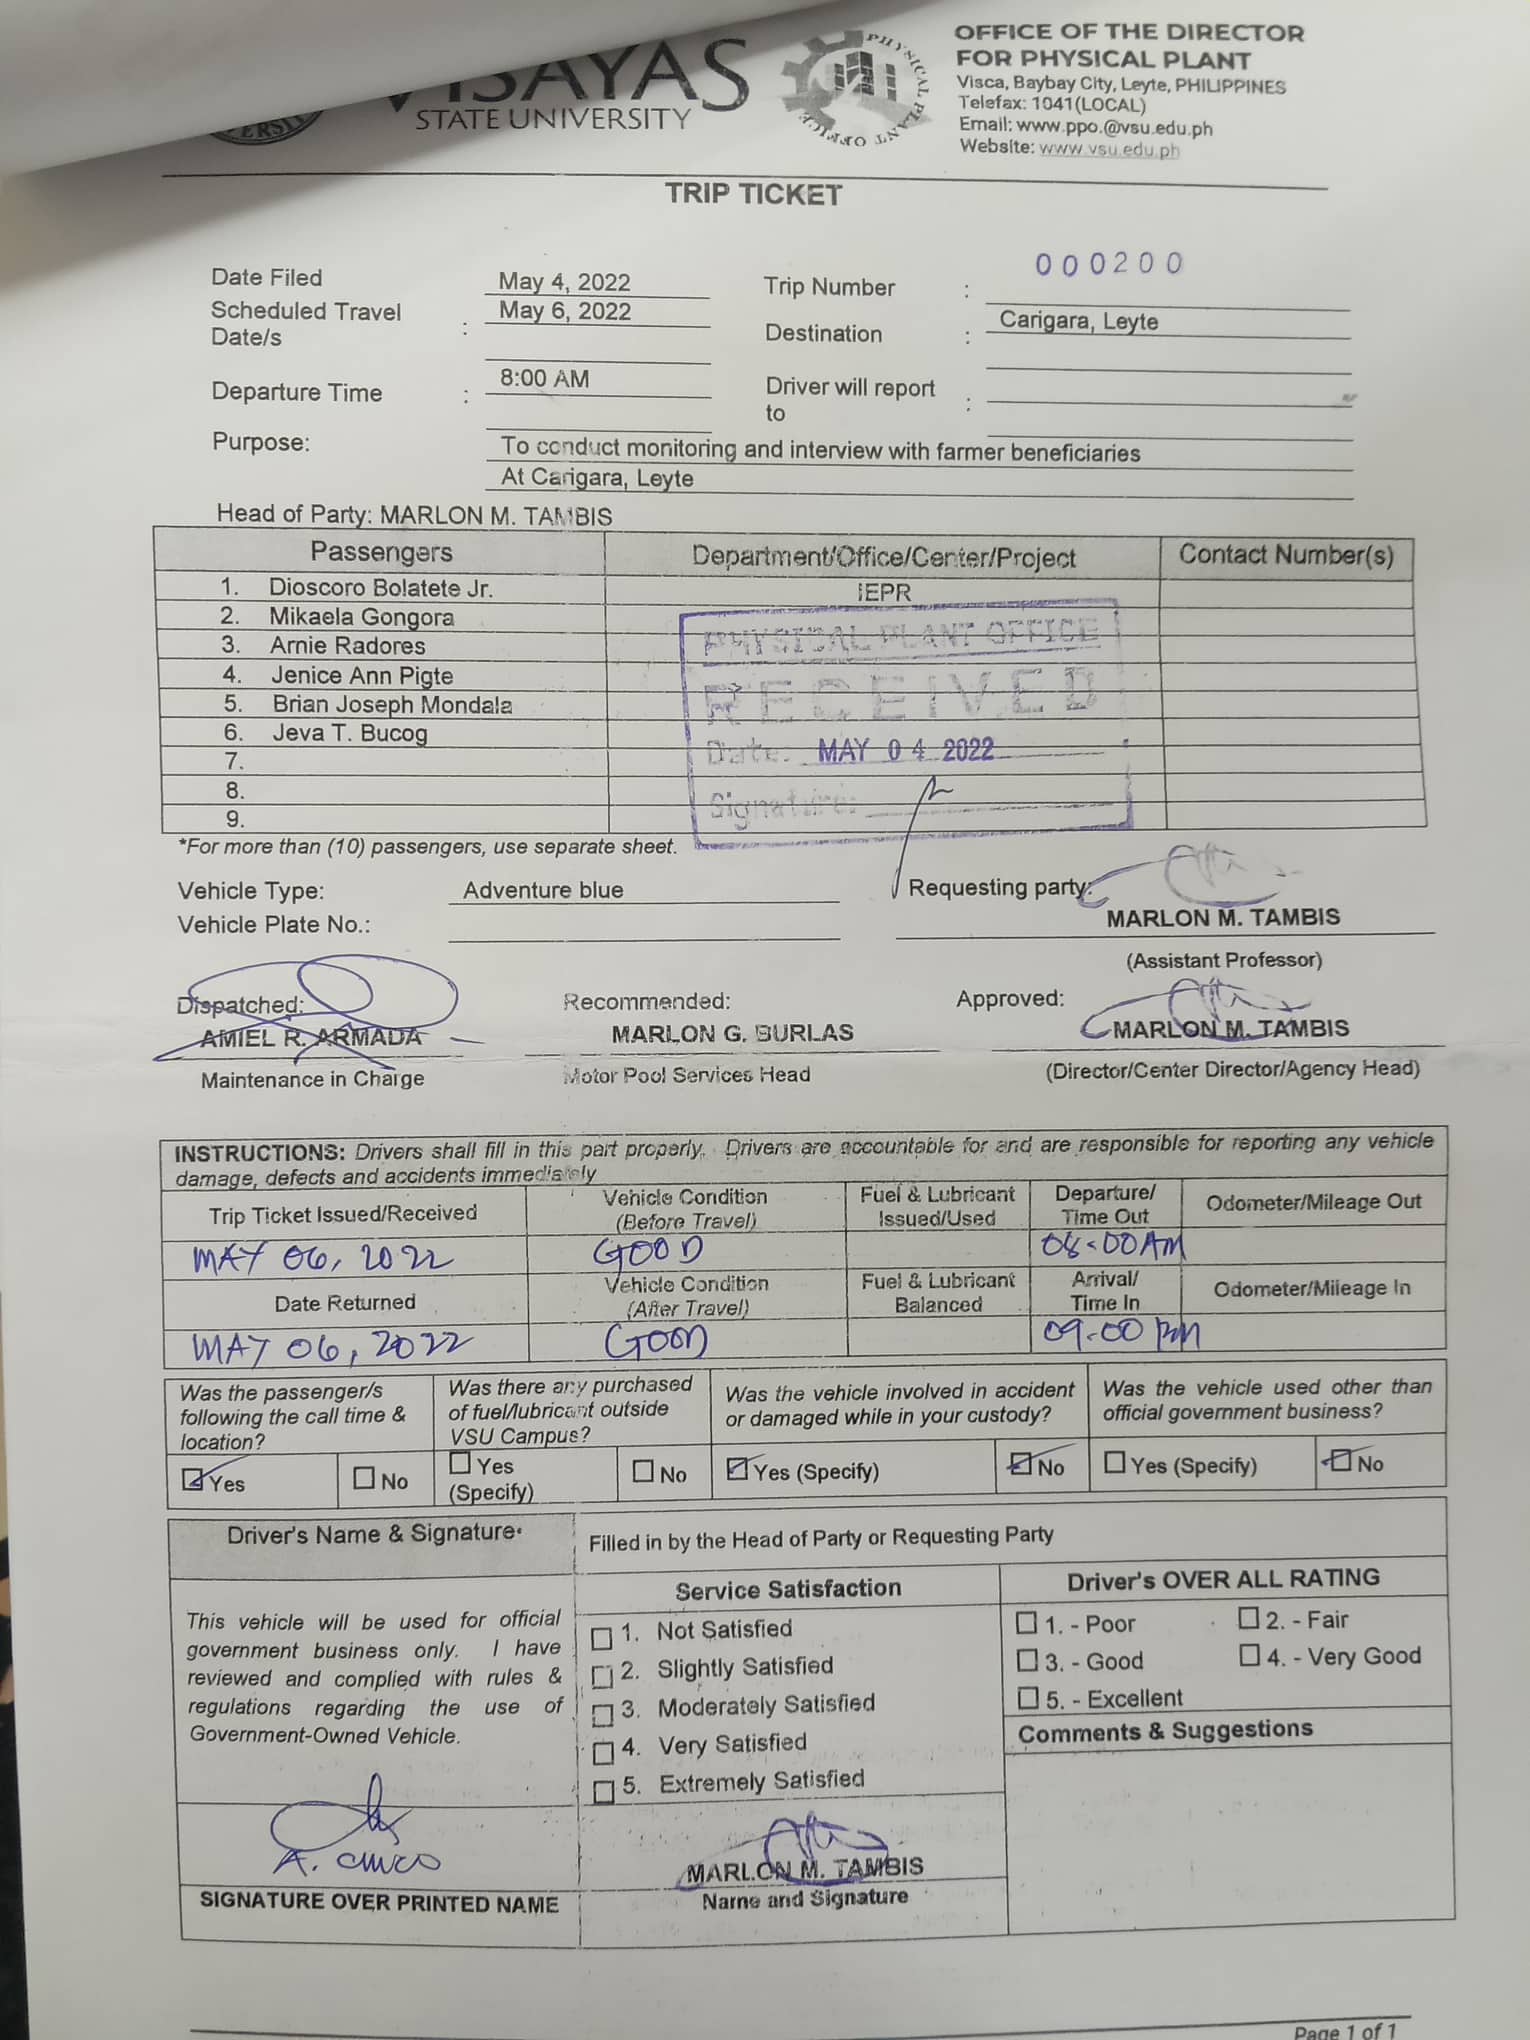 VISAYAS
STATE UNIVERSITY
PHYSICAL PLANT OFFICE
OFFICE OF THE DIRECTOR
FOR PHYSICAL PLANT
Visca, Baybay City, Leyte, PHILIPPINES
Telefax: 1041(LOCAL)
Email: www.ppo.@vsu.edu.ph
Website: www.vsu.edu.ph
TRIP TICKET
000200
Date Filed May 4, 2022 Trip Number :
Scheduled Travel Date/s : May 6, 2022 Destination : Carigara, Leyte
Departure Time : 8:00 AM Driver will report to :
Purpose: To conduct monitoring and interview with farmer beneficiaries
At Carigara, Leyte
Head of Party: MARLON M. TAMBIS
Passengers Department/Office/Center/Project Contact Number(s)
1. Dioscoro Bolatete Jr. IEPR
2. Mikaela Gongora
3. Arnie Radores
4. Jenice Ann Pigte
5. Brian Joseph Mondala
6. Jeva T. Bucog
7.
8.
9.
PHYSICAL PLANT OFFICE
RECEIVED
Date: MAY 04 2022
Signature:
*For more than (10) passengers, use separate sheet.
Vehicle Type: Adventure blue Requesting party:
Vehicle Plate No.: MARLON M. TAMBIS
(Assistant Professor)
Dispatched: Recommended: Approved:
AMIEL R. ARMADA MARLON G. BURLAS MARLON M. TAMBIS
Maintenance in Charge Motor Pool Services Head (Director/Center Director/Agency Head)
INSTRUCTIONS: Drivers shall fill in this part properly. Drivers are accountable for and are responsible for reporting any vehicle
damage, defects and accidents immediately
Trip Ticket Issued/Received Vehicle Condition (Before Travel) Fuel & Lubricant Issued/Used Departure/ Time Out Odometer/Mileage Out
MAY 06, 2022 GOOD 08:00AM
Date Returned Vehicle Condition (After Travel) Fuel & Lubricant Balanced Arrival/ Time In Odometer/Mileage In
MAY 06, 2022 GOOD 09:00 PM
Was the passenger/s following the call time & location? Was there any purchased of fuel/lubricant outside VSU Campus? Was the vehicle involved in accident or damaged while in your custody? Was the vehicle used other than official government business?
Yes No Yes (Specify) No Yes (Specify) No Yes (Specify) No
Driver's Name & Signature Filled in by the Head of Party or Requesting Party
Service Satisfaction Driver's OVER ALL RATING
This vehicle will be used for official
government business only. I have
reviewed and complied with rules &
regulations regarding the use of
Government-Owned Vehicle.
1. Not Satisfied
2. Slightly Satisfied
3. Moderately Satisfied
4. Very Satisfied
5. Extremely Satisfied
1. - Poor 2. - Fair
3. - Good 4. - Very Good
5. - Excellent
Comments & Suggestions
A.
MARLON M. TAMBIS
SIGNATURE OVER PRINTED NAME Name and Signature
Page 1 of 1